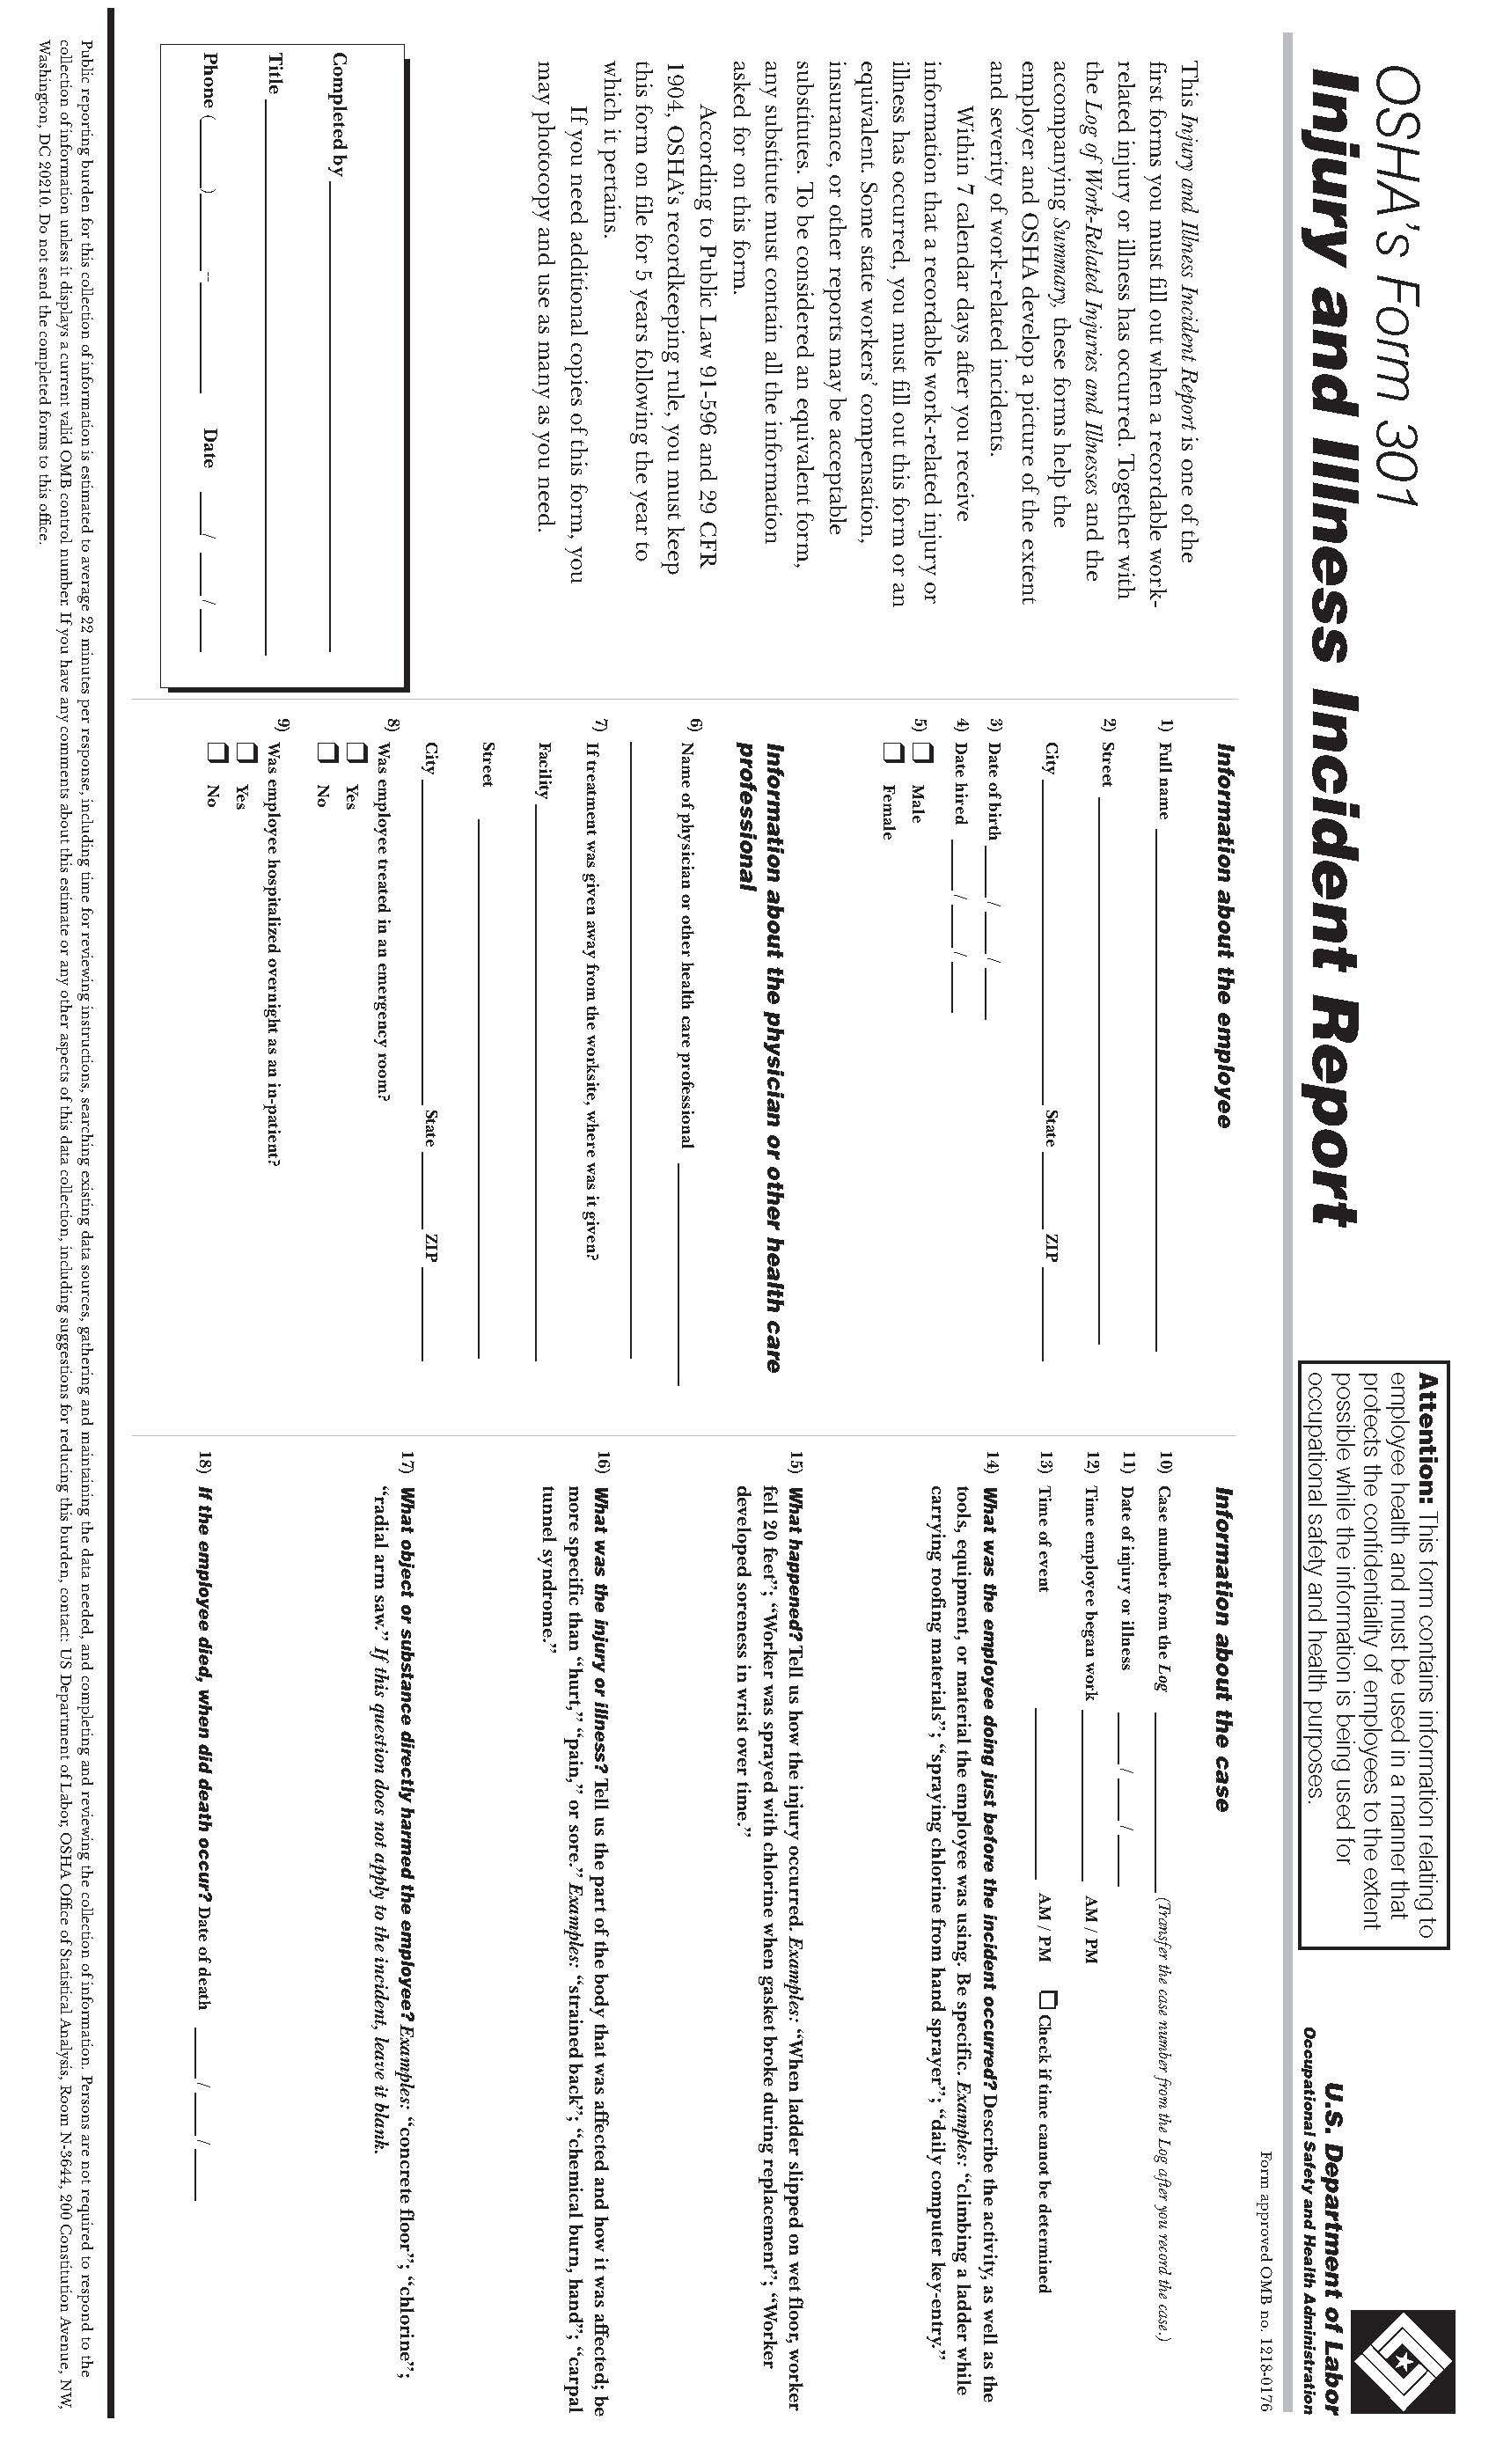 OSHA's Form 301
Injury and Illness Incident Report
Attention: This form contains information relating to
employee health and must be used in a manner that
protects the confidentiality of employees to the extent
possible while the information is being used for
occupational safety and health purposes.
U.S. Department of Labor
Occupational Safety and Health Administration
Form approved OMB no. 1218-0176
This Injury and Illness Incident Report is one of the
first forms you must fill out when a recordable work-
related injury or illness has occurred. Together with
the Log of Work-Related Injuries and Illnesses and the
accompanying Summary, these forms help the
employer and OSHA develop a picture of the extent
and severity of work-related incidents.
Within 7 calendar days after you receive
information that a recordable work-related injury or
illness has occurred, you must fill out this form or an
equivalent. Some state workers' compensation,
insurance, or other reports may be acceptable
substitutes. To be considered an equivalent form,
any substitute must contain all the information
asked for on this form.
According to Public Law 91-596 and 29 CFR
1904, OSHA's recordkeeping rule, you must keep
this form on file for 5 years following the year to
which it pertains.
If you need additional copies of this form, you
may photocopy and use as many as you need.
Completed by
Title
Phone ( ) -- Date / /
Information about the employee
1) Full name
2) Street
City State ZIP
3) Date of birth / /
4) Date hired / /
5) Male
Female
Information about the physician or other health care
professional
6) Name of physician or other health care professional
7) If treatment was given away from the worksite, where was it given?
Facility
Street
City State ZIP
8) Was employee treated in an emergency room?
Yes
No
9) Was employee hospitalized overnight as an in-patient?
Yes
No
Information about the case
10) Case number from the Log (Transfer the case number from the Log after you record the case.)
11) Date of injury or illness / /
12) Time employee began work AM / PM
13) Time of event AM / PM Check if time cannot be determined
14) What was the employee doing just before the incident occurred? Describe the activity, as well as the
tools, equipment, or material the employee was using. Be specific. Examples: "climbing a ladder while
carrying roofing materials"; "spraying chlorine from hand sprayer"; "daily computer key-entry."
15) What happened? Tell us how the injury occurred. Examples: "When ladder slipped on wet floor, worker
fell 20 feet"; "Worker was sprayed with chlorine when gasket broke during replacement"; "Worker
developed soreness in wrist over time."
16) What was the injury or illness? Tell us the part of the body that was affected and how it was affected; be
more specific than "hurt," "pain," or sore." Examples: "strained back"; "chemical burn, hand"; "carpal
tunnel syndrome."
17) What object or substance directly harmed the employee? Examples: "concrete floor"; "chlorine";
"radial arm saw." If this question does not apply to the incident, leave it blank.
18) If the employee died, when did death occur? Date of death / /
Public reporting burden for this collection of information is estimated to average 22 minutes per response, including time for reviewing instructions, searching existing data sources, gathering and maintaining the data needed, and completing and reviewing the collection of information. Persons are not required to respond to the
collection of information unless it displays a current valid OMB control number. If you have any comments about this estimate or any other aspects of this data collection, including suggestions for reducing this burden, contact: US Department of Labor, OSHA Office of Statistical Analysis, Room N-3644, 200 Constitution Avenue, NW,
Washington, DC 20210. Do not send the completed forms to this office.